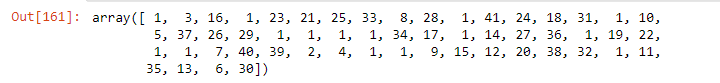 Out[161]: array([ 1, 3, 16, 1, 23, 21, 25, 33, 8, 28, 1, 41, 24, 18, 31, 1, 10,
5, 37, 26, 29, 1, 1, 1, 1, 34, 17, 1, 14, 27, 36, 1, 19, 22,
1, 1, 7, 40, 39, 2, 4, 1, 1, 9, 15, 12, 20, 38, 32, 1, 11,
35, 13, 6, 30])